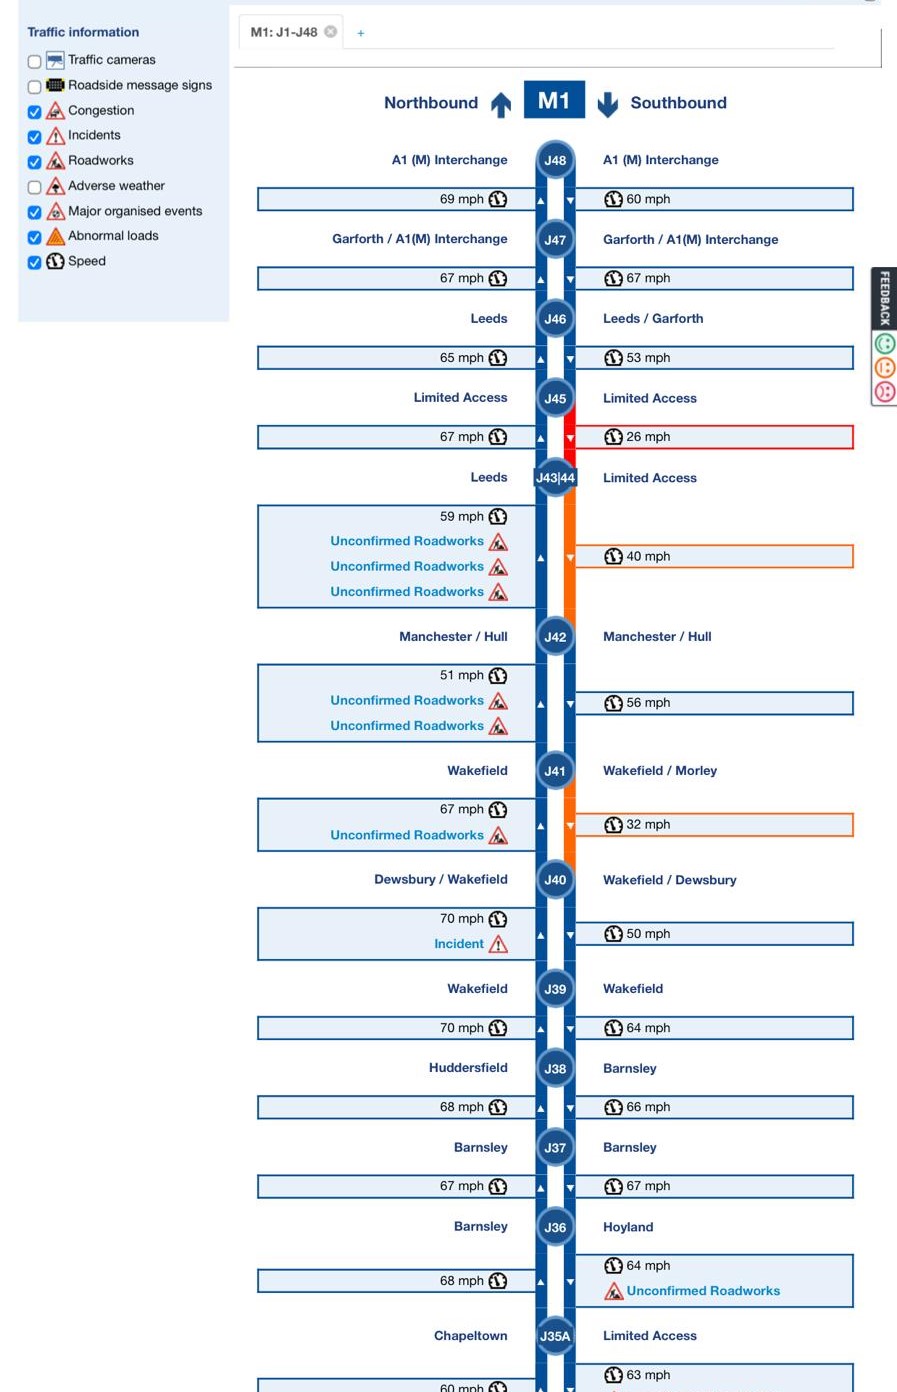 Traffic information
Traffic cameras
Roadside message signs
Congestion
Incidents
Roadworks
Adverse weather
Major organised events
Abnormal loads
Speed
M1: J1-J48
+
Northbound M1 Southbound
A1 (M) Interchange J48 A1 (M) Interchange
69 mph 60 mph
Garforth / A1(M) Interchange J47 Garforth / A1(M) Interchange
67 mph 67 mph
Leeds J46 Leeds / Garforth
65 mph 53 mph
Limited Access J45 Limited Access
67 mph 26 mph
Leeds J43|44 Limited Access
59 mph
Unconfirmed Roadworks
40 mph
Unconfirmed Roadworks
Unconfirmed Roadworks
Manchester / Hull J42 Manchester / Hull
51 mph
Unconfirmed Roadworks 56 mph
Unconfirmed Roadworks
Wakefield J41 Wakefield / Morley
67 mph
32 mph
Unconfirmed Roadworks
Dewsbury / Wakefield J40 Wakefield / Dewsbury
70 mph
50 mph
Incident
Wakefield J39 Wakefield
70 mph 64 mph
Huddersfield J38 Barnsley
68 mph 66 mph
Barnsley J37 Barnsley
67 mph 67 mph
Barnsley J36 Hoyland
64 mph
68 mph
Unconfirmed Roadworks
Chapeltown J35A Limited Access
63 mph
60 mph
FEEDBACK